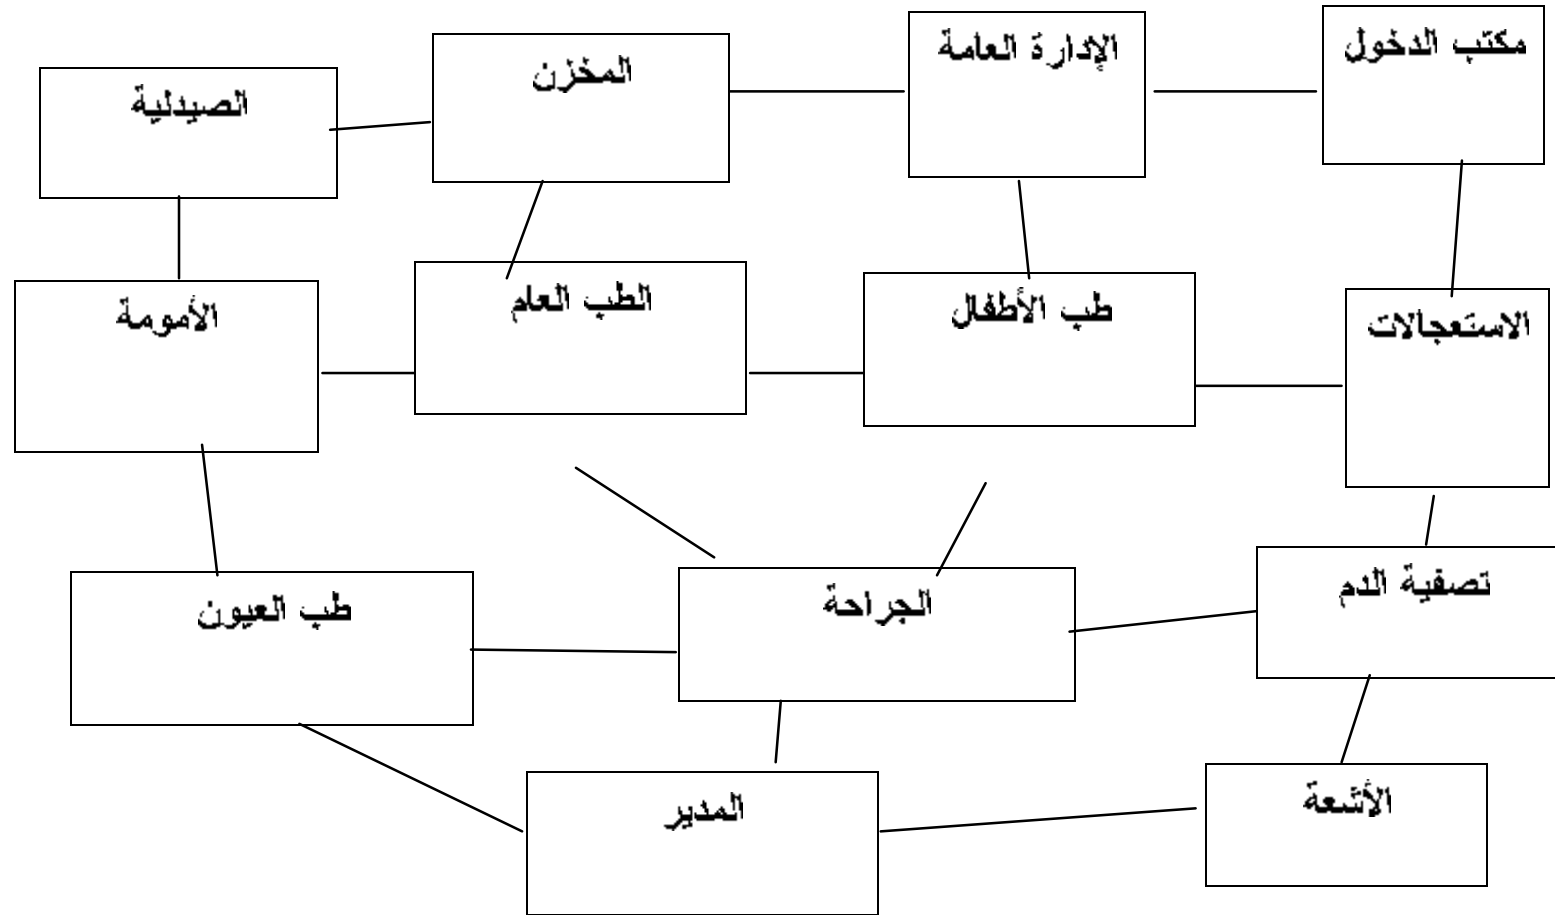 مكتب الدخول
الإدارة العامة
المخزن
الصيدلية
الاستعجالات
طب الأطفال
الطب العام
الأمومة
تصفية الدم
الجراحة
طب العيون
الأشعة
المدير